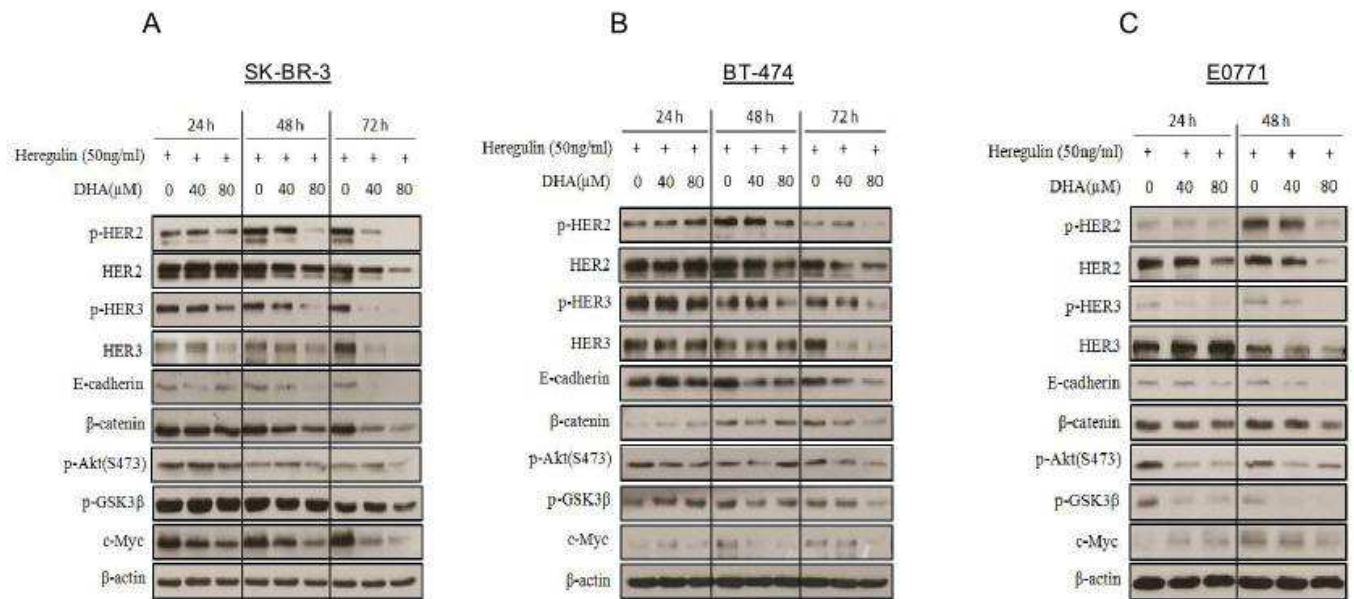 A
SK-BR-3
24 h 48 h 72 h
Heregulin (50ng/ml) + + + + + + + + +
DHA(µM) 0 40 80 0 40 80 0 40 80
p-HER2
HER2
p-HER3
HER3
E-cadherin
β-catenin
p-Akt(S473)
p-GSK3β
c-Myc
β-actin
B
BT-474
24 h 48 h 72 h
Heregulin (50ng/ml) + + + + + + + + +
DHA(µM) 0 40 80 0 40 80 0 40 80
p-HER2
HER2
p-HER3
HER3
E-cadherin
β-catenin
p-Akt(S473)
p-GSK3β
c-Myc
β-actin
C
E0771
24 h 48 h
Heregulin (50ng/ml) + + + + + +
DHA(µM) 0 40 80 0 40 80
p-HER2
HER2
p-HER3
HER3
E-cadherin
β-catenin
p-Akt(S473)
p-GSK3β
c-Myc
β-actin